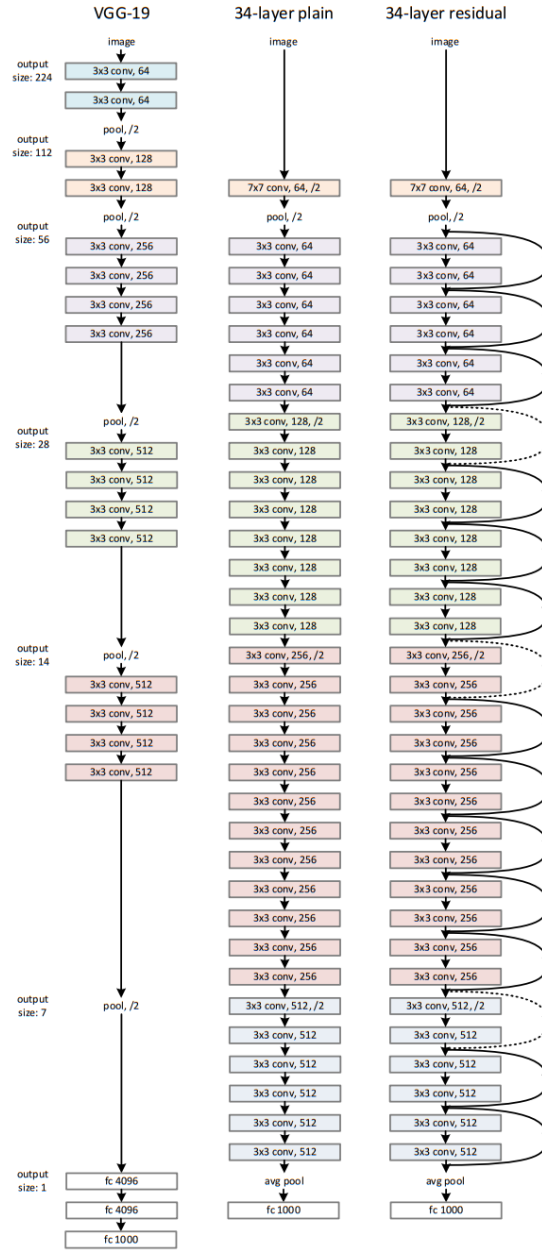 output
size: 224
output
size: 112
output
size: 56
output
size: 28
output
size: 14
output
size: 7
output
size: 1
VGG-19
image
3x3 conv, 64
3x3 conv, 64
pool, /2
3x3 conv, 128
3x3 conv, 128
pool, /2
3x3 conv, 256
3x3 conv, 256
3x3 conv, 256
3x3 conv, 256
pool, /2
3x3 conv, 512
3x3 conv, 512
3x3 conv, 512
3x3 conv, 512
pool, /2
3x3 conv, 512
3x3 conv, 512
3x3 conv, 512
3x3 conv, 512
pool, /2
fc 4096
fc 4096
fc 1000
34-layer plain
image
7x7 conv, 64, /2
pool, /2
3x3 conv, 64
3x3 conv, 64
3x3 conv, 64
3x3 conv, 64
3x3 conv, 64
3x3 conv, 64
3x3 conv, 128, /2
3x3 conv, 128
3x3 conv, 128
3x3 conv, 128
3x3 conv, 128
3x3 conv, 128
3x3 conv, 128
3x3 conv, 128
3x3 conv, 256, /2
3x3 conv, 256
3x3 conv, 256
3x3 conv, 256
3x3 conv, 256
3x3 conv, 256
3x3 conv, 256
3x3 conv, 256
3x3 conv, 256
3x3 conv, 256
3x3 conv, 256
3x3 conv, 256
3x3 conv, 512, /2
3x3 conv, 512
3x3 conv, 512
3x3 conv, 512
3x3 conv, 512
3x3 conv, 512
avg pool
fc 1000
34-layer residual
image
7x7 conv, 64, /2
pool, /2
3x3 conv, 64
3x3 conv, 64
3x3 conv, 64
3x3 conv, 64
3x3 conv, 64
3x3 conv, 64
3x3 conv, 128, /2
3x3 conv, 128
3x3 conv, 128
3x3 conv, 128
3x3 conv, 128
3x3 conv, 128
3x3 conv, 128
3x3 conv, 128
3x3 conv, 256, /2
3x3 conv, 256
3x3 conv, 256
3x3 conv, 256
3x3 conv, 256
3x3 conv, 256
3x3 conv, 256
3x3 conv, 256
3x3 conv, 256
3x3 conv, 256
3x3 conv, 256
3x3 conv, 256
3x3 conv, 512, /2
3x3 conv, 512
3x3 conv, 512
3x3 conv, 512
3x3 conv, 512
3x3 conv, 512
avg pool
fc 1000